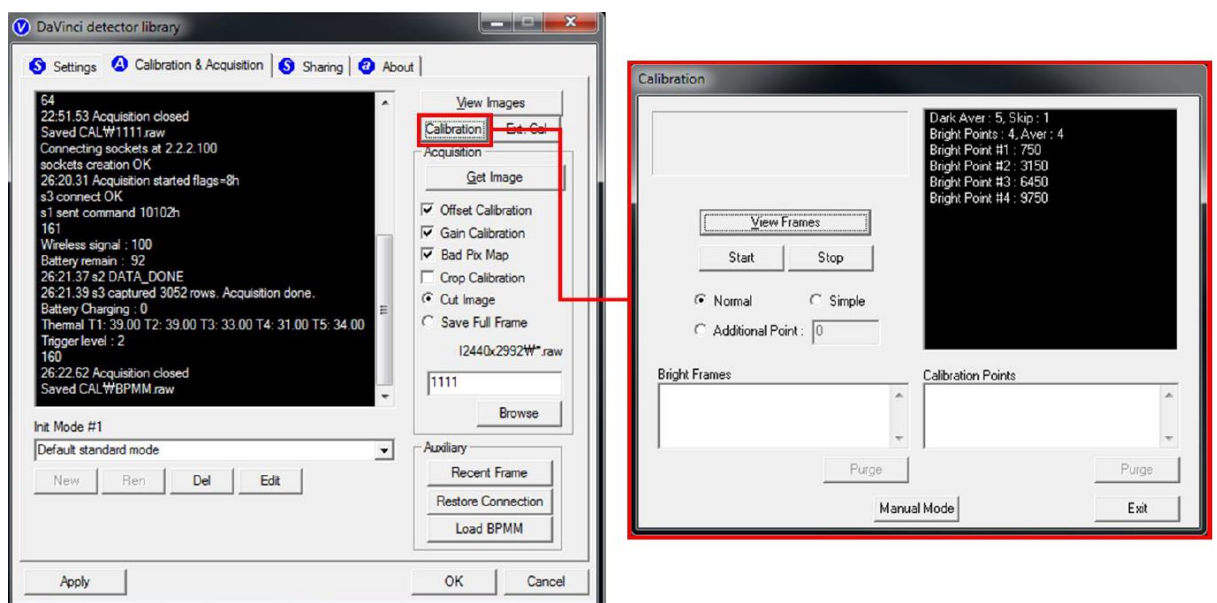 DaVinci detector library
Settings
Calibration & Acquisition
Sharing
About
64
22:51.53 Acquisition closed
Saved CAL₩1111.raw
Connecting sockets at 2.2.2.100
sockets creation OK
26:20.31 Acquisition started flags=8h
s3 connect OK
s1 sent command 10102h
161
Wireless signal : 100
Battery remain : 92
26:21.37 s2 DATA_DONE
26:21.39 s3 captured 3052 rows. Acquisition done.
Battery Charging : 0
Thermal T1: 39.00 T2: 39.00 T3: 33.00 T4: 31.00 T5: 34.00
Trigger level : 2
160
26:22.62 Acquisition closed
Saved CAL₩BPMM.raw
Init Mode #1
Default standard mode
New
Ren
Del
Edit
View Images
Calibration
Ext. Cal
Acquisition
Get Image
Offset Calibration
Gain Calibration
Bad Pix Map
Crop Calibration
Cut Image
Save Full Frame
I2440x2992₩*.raw
1111
Browse
Auxiliary
Recent Frame
Restore Connection
Load BPMM
Apply
OK
Cancel
Calibration
View Frames
Start
Stop
Normal
Simple
Additional Point :
0
Dark Aver : 5, Skip : 1
Bright Points : 4, Aver : 4
Bright Point #1 : 750
Bright Point #2 : 3150
Bright Point #3 : 6450
Bright Point #4 : 9750
Bright Frames
Calibration Points
Purge
Purge
Manual Mode
Exit